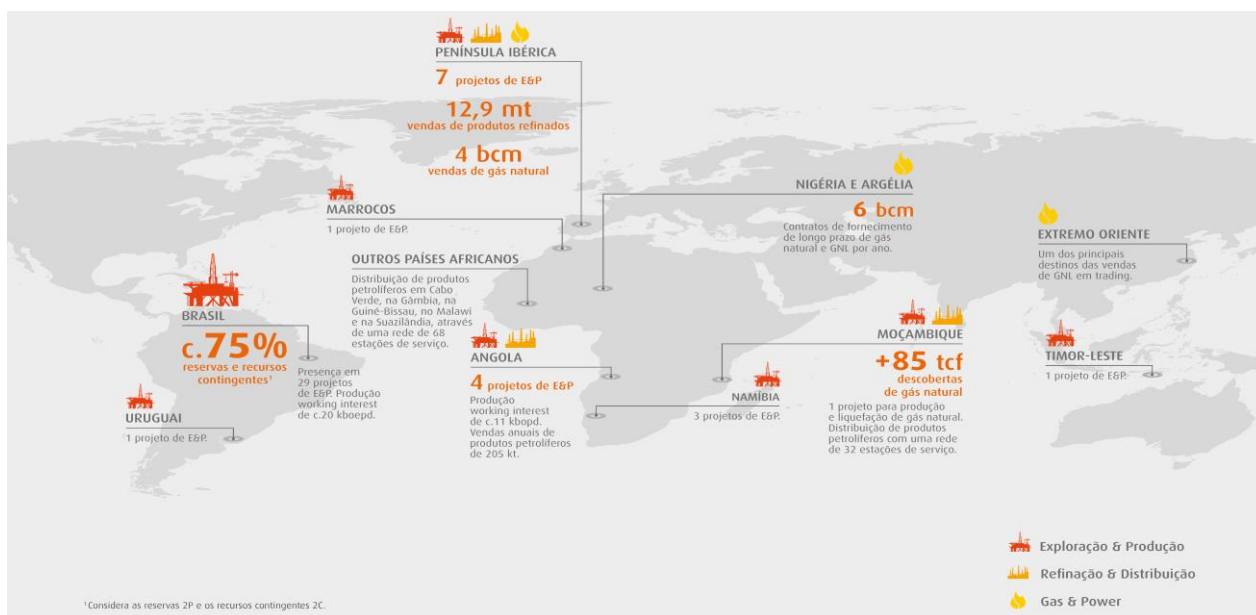 PENÍNSULA IBÉRICA
7 projetos de E&P
12,9 mt
vendas de produtos refinados
4 bcm
vendas de gás natural
MARROCOS
1 projeto de E&P.
NIGÉRIA E ARGÉLIA
6 bcm
Contratos de fornecimento
de longo prazo de gás
natural e GNL por ano.
EXTREMO ORIENTE
Um dos principais
destinos das vendas
de GNL em trading.
OUTROS PAÍSES AFRICANOS
Distribuição de produtos
petrolíferos em Cabo
Verde, na Gâmbia, na
Guiné-Bissau, no Malawi
e na Suazilândia, através
de uma rede de 68
estações de serviço.
BRASIL
c.75%
reservas e recursos
contingentes¹
Presença em
29 projetos
de E&P. Produção
working interest
de c.20 kboepd.
URUGUAI
1 projeto de E&P.
ANGOLA
4 projetos de E&P
Produção
working interest
de c.11 kbopd.
Vendas anuais de
produtos petrolíferos
de 205 kt.
NAMÍBIA
3 projetos de E&P.
MOÇAMBIQUE
+85 tcf
descobertas
de gás natural
1 projeto para produção
e liquefação de gás natural.
Distribuição de produtos
petrolíferos com uma rede
de 32 estações de serviço.
TIMOR-LESTE
1 projeto de E&P.
Exploração & Produção
Refinação & Distribuição
Gas & Power
¹Considera as reservas 2P e os recursos contingentes 2C.